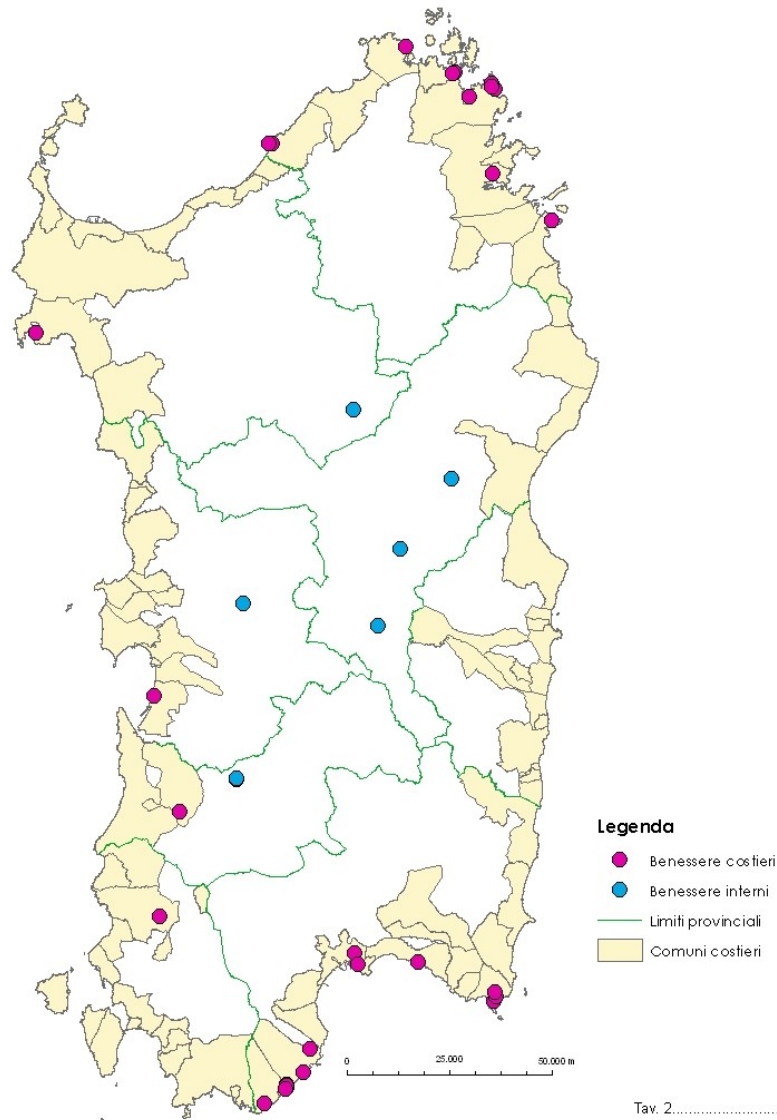 Legenda
Benessere costieri
Benessere interni
Limiti provinciali
Comuni costieri
0 25.000 50.000 m
Tav. 2............................